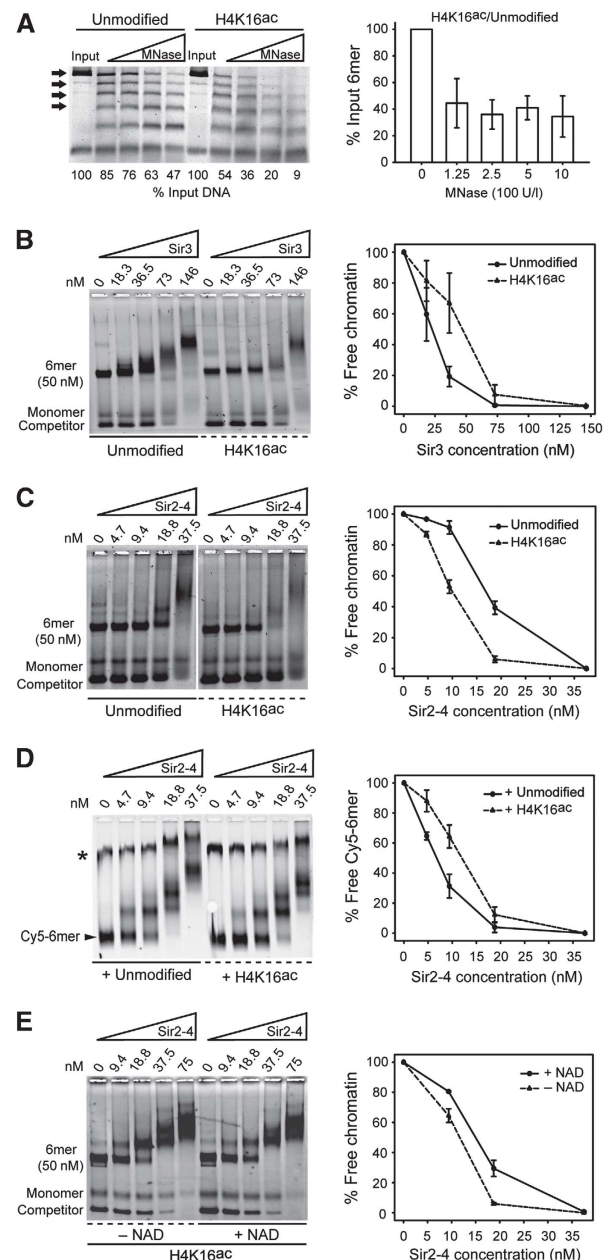 A
Unmodified H4K16ac
Input MNase Input MNase
100 85 76 63 47 100 54 36 20 9
% Input DNA
H4K16ac/Unmodified
% Input 6mer
100
80
60
40
20
0
0 1.25 2.5 5 10
MNase (100 U/l)
B
Sir3 Sir3
nM 0 18.3 36.5 73 146 0 18.3 36.5 73 146
6mer
(50 nM)
Monomer
Competitor
Unmodified H4K16ac
% Free chromatin
100
80
60
40
20
0
Unmodified
H4K16ac
0 25 50 75 100 125 150
Sir3 concentration (nM)
C
Sir2-4 Sir2-4
nM 0 4.7 9.4 18.8 37.5 0 4.7 9.4 18.8 37.5
6mer
(50 nM)
Monomer
Competitor
Unmodified H4K16ac
% Free chromatin
100
80
60
40
20
0
Unmodified
H4K16ac
0 5 10 15 20 25 30 35
Sir2-4 concentration (nM)
D
Sir2-4 Sir2-4
nM 0 4.7 9.4 18.8 37.5 0 4.7 9.4 18.8 37.5
*
Cy5-6mer
+ Unmodified + H4K16ac
% Free Cy5-6mer
100
80
60
40
20
0
+ Unmodified
+ H4K16ac
0 5 10 15 20 25 30 35
Sir2-4 concentration (nM)
E
Sir2-4 Sir2-4
nM 0 9.4 18.8 37.5 75 0 9.4 18.8 37.5 75
6mer
(50 nM)
Monomer
Competitor
– NAD + NAD
H4K16ac
% Free chromatin
100
80
60
40
20
0
+ NAD
– NAD
0 5 10 15 20 25 30 35
Sir2-4 concentration (nM)